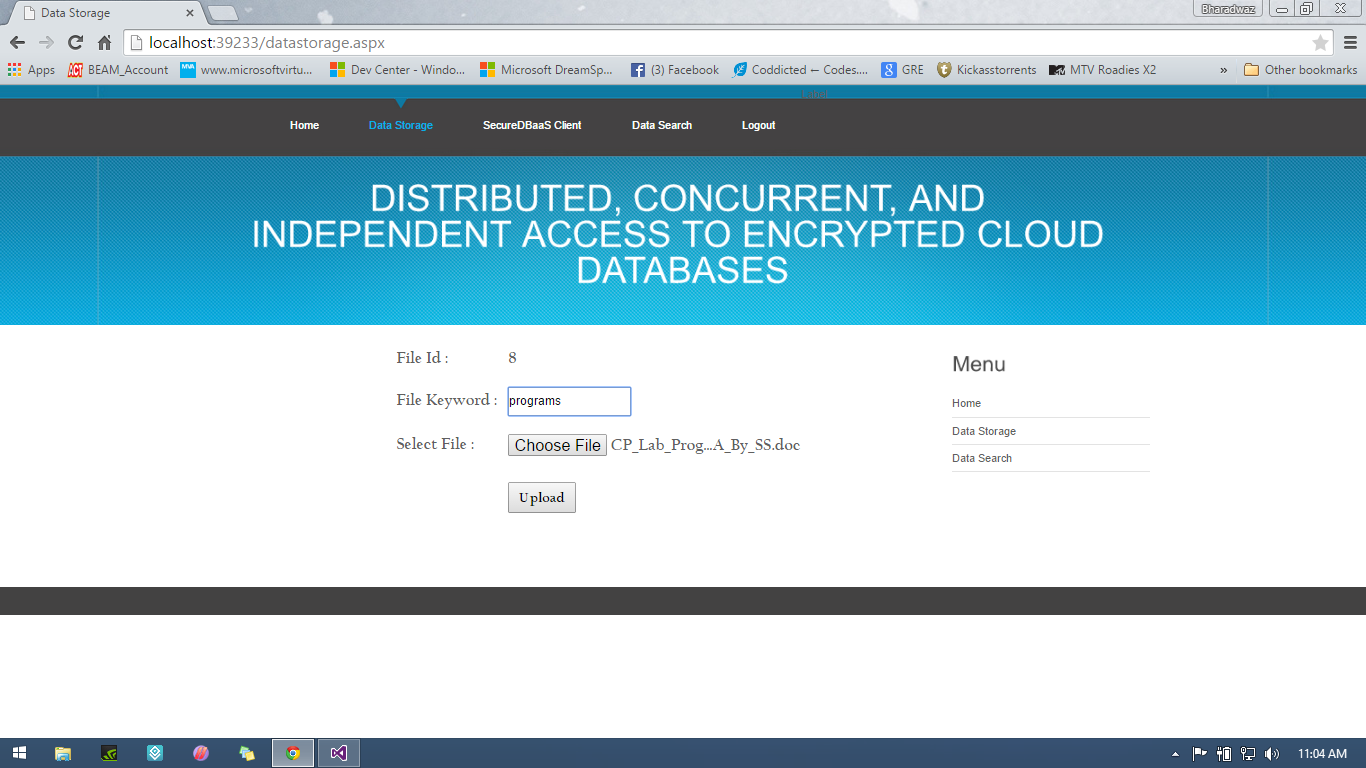 Data Storage
Bharadwaz
localhost:39233/datastorage.aspx
Apps ACT BEAM_Account MVA www.microsoftvirtu... Dev Center - Windo... Microsoft DreamSp... (3) Facebook Coddicted ← Codes.... GRE Kickasstorrents MTV Roadies X2 » Other bookmarks
Label
Home Data Storage SecureDBaaS Client Data Search Logout
DISTRIBUTED, CONCURRENT, AND
INDEPENDENT ACCESS TO ENCRYPTED CLOUD
DATABASES
File Id : 8
File Keyword : programs
Select File : Choose File CP_Lab_Prog...A_By_SS.doc
Upload
Menu
Home
Data Storage
Data Search
11:04 AM